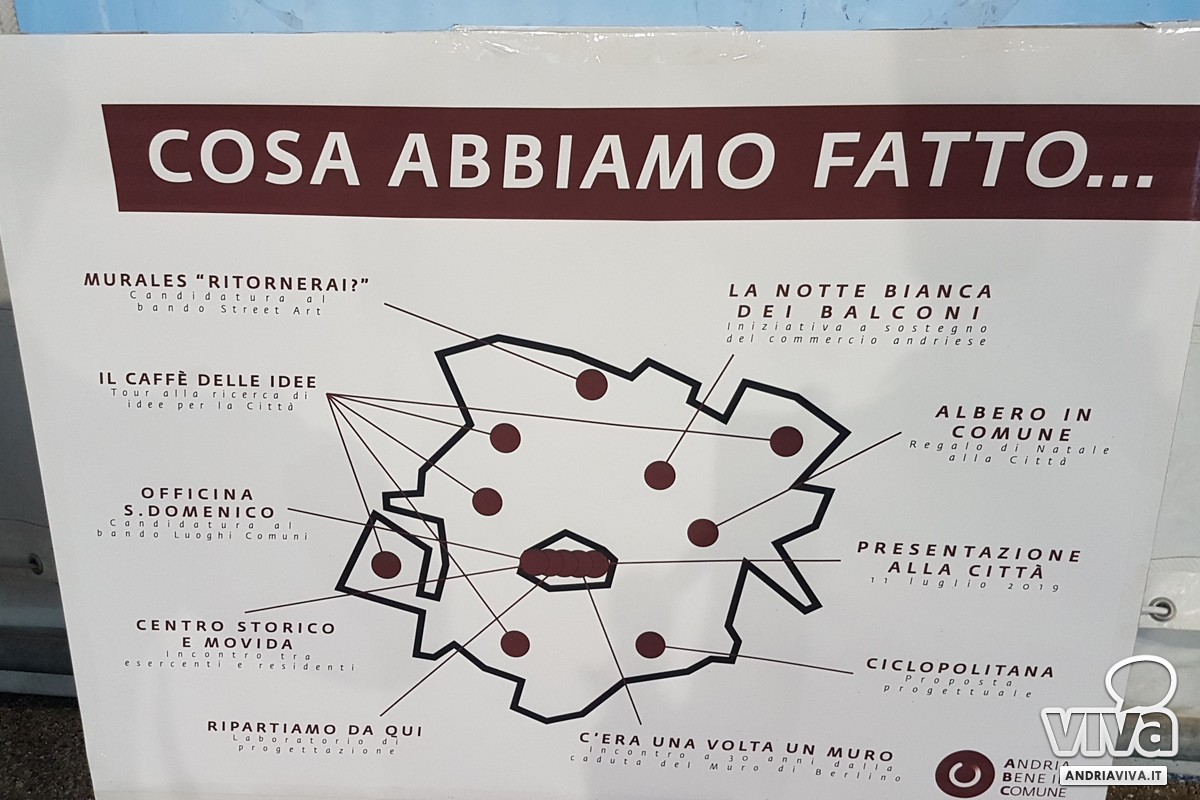 COSA ABBIAMO FATTO...
MURALES "RITORNERAI?"
Candidatura al
bando Street Art
LA NOTTE BIANCA
DEI BALCONI
Iniziativa a sostegno
del commercio andriese
IL CAFFÈ DELLE IDEE
Tour alla ricerca di
idee per la Città
ALBERO IN
COMUNE
Regalo di Natale
alla Città
OFFICINA
S.DOMENICO
Candidatura al
bando Luoghi Comuni
PRESENTAZIONE
ALLA CITTÀ
11 luglio 2019
CENTRO STORICO
E MOVIDA
Incontro tra
esercenti e residenti
CICLOPOLITANA
Proposta
progettuale
RIPARTIAMO DA QUI
Laboratorio di
progettazione
C'ERA UNA VOLTA UN MURO
Incontro a 30 anni dalla
caduta del Muro di Berlino
ANDRIA
BENE I
COMUNE
viva
ANDRIAVIVA.IT